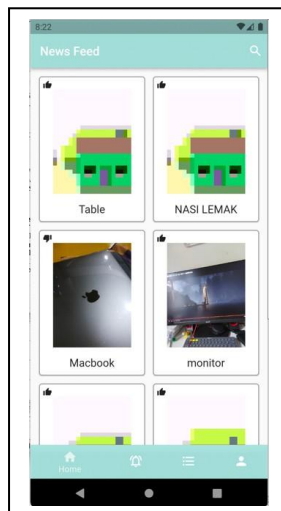 8:22
News Feed
Table
NASI LEMAK
Macbook
monitor
Home